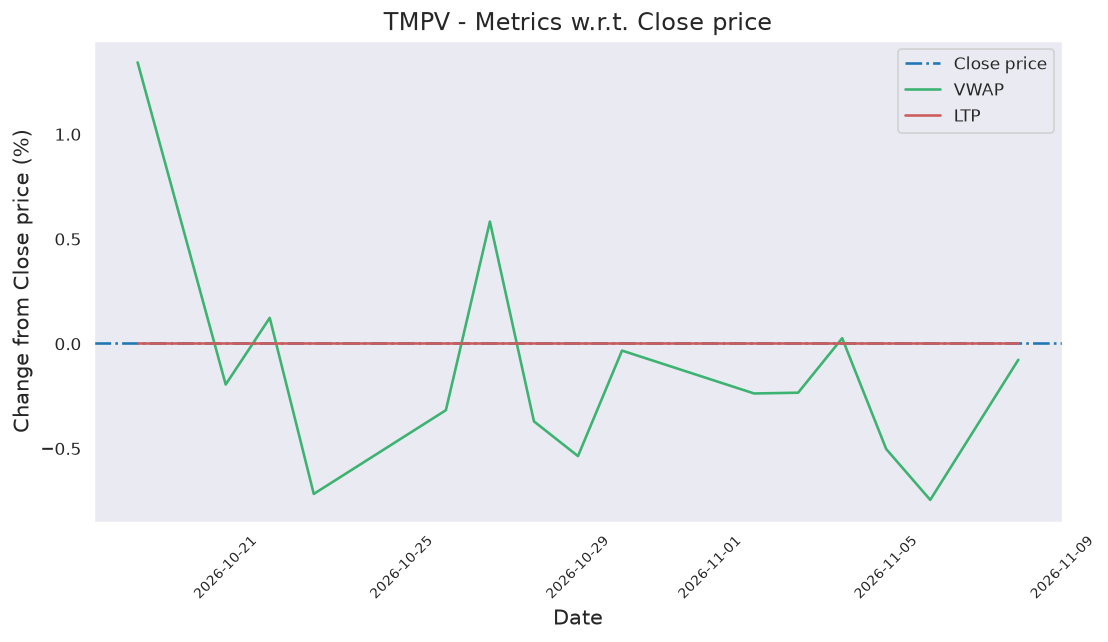 TMPV - Metrics w.r.t. Close price
Close price
VWAP
LTP
Change from Close price (%)
1.0
0.5
0.0
−0.5
2026-10-21
2026-10-25
2026-10-29
2026-11-01
2026-11-05
2026-11-09
Date